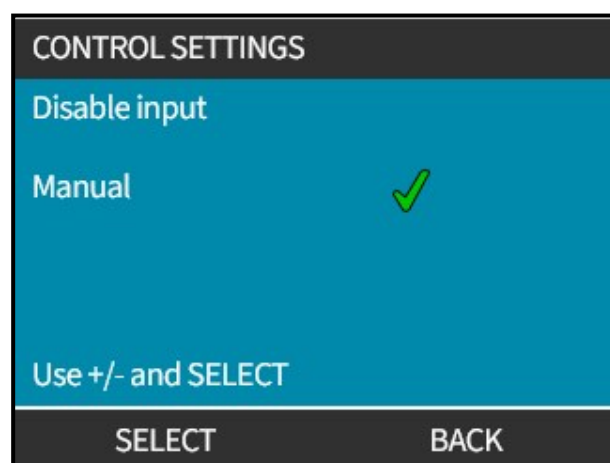 CONTROL SETTINGS
Disable input
Manual
Use +/- and SELECT
SELECT BACK